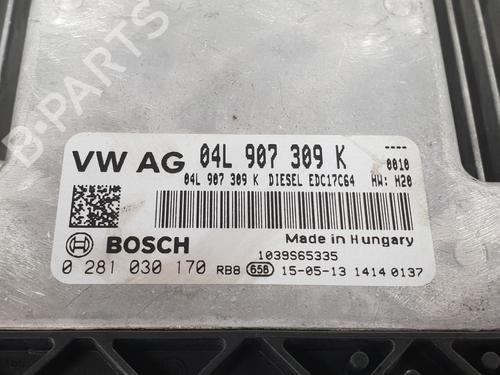 B-PARTS
VW AG 04L 907 309 K ----
0010
04L 907 309 K DIESEL EDC17C64 HW: H20
BOSCH Made in Hungary
1039S65335
0 281 030 170 RB8 658 15-05-13 1414 0137